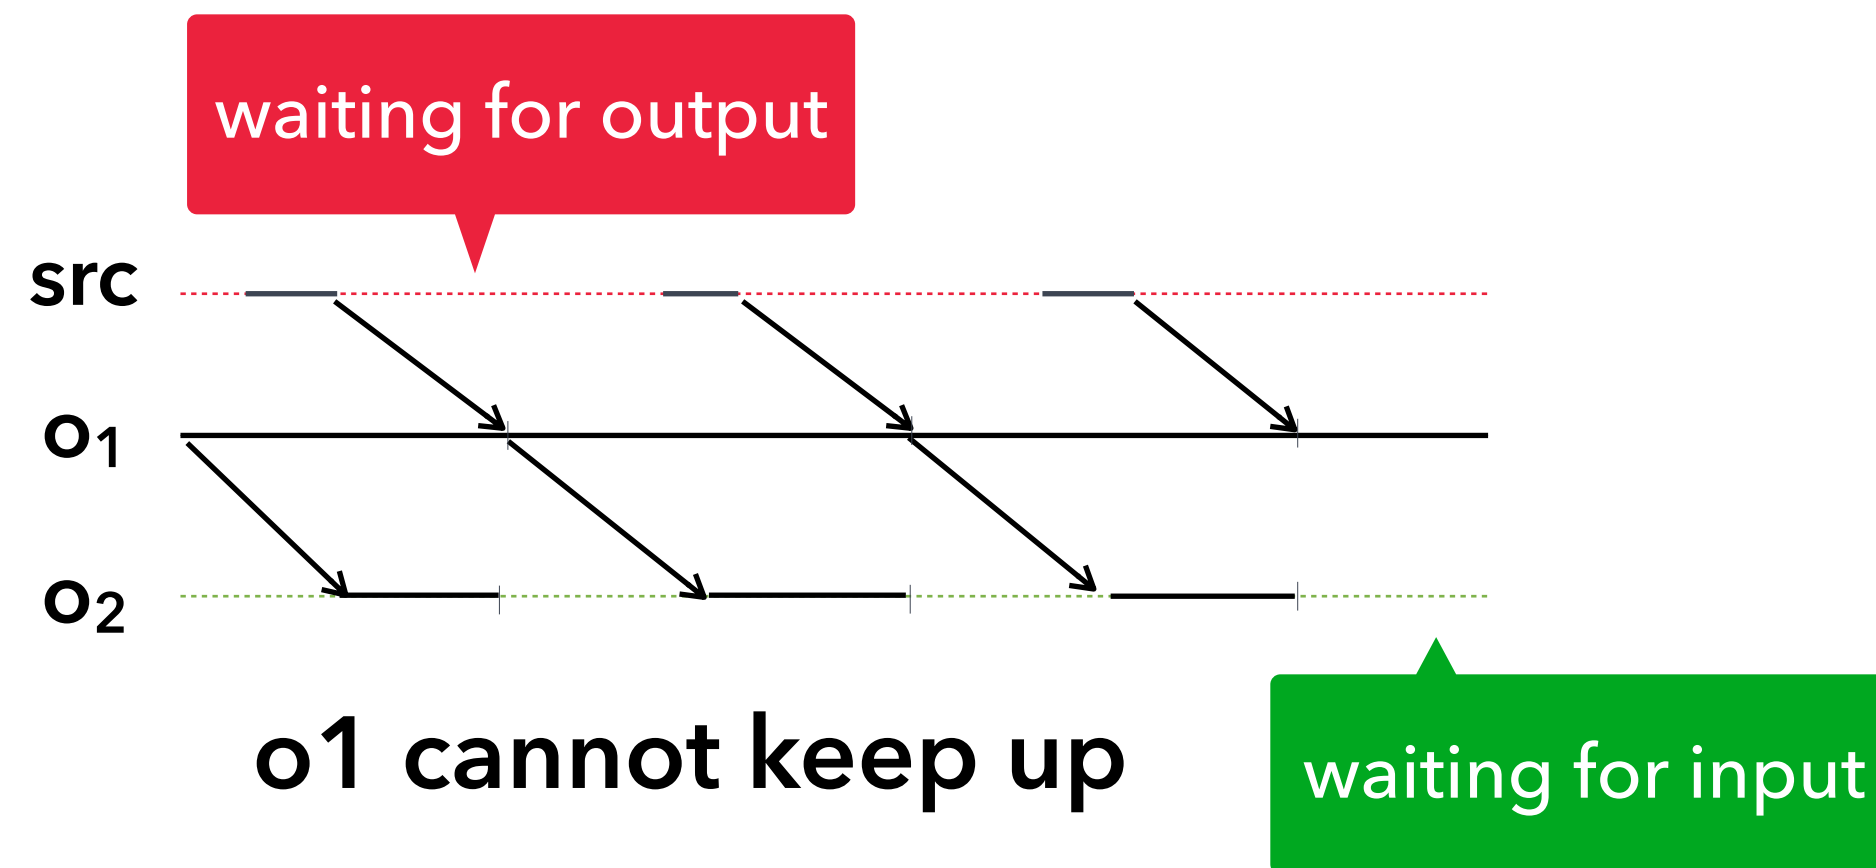 waiting for output
src
o1
o2
o1 cannot keep up
waiting for input